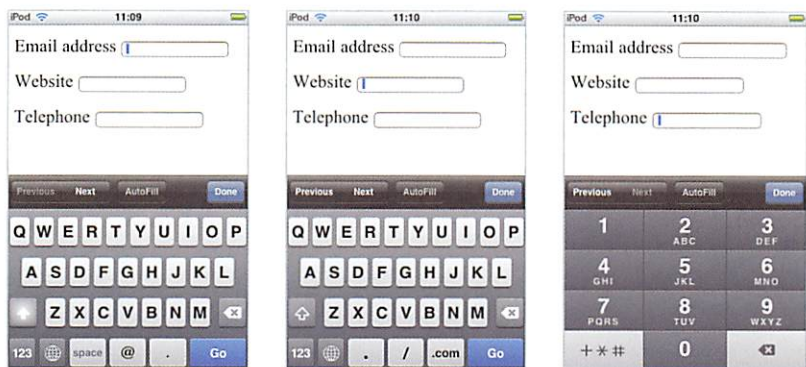 iPod 11:09
Email address
Website
Telephone
Previous Next AutoFill Done
Q W E R T Y U I O P
A S D F G H J K L
Z X C V B N M
123 space @ . Go
iPod 11:10
Email address
Website
Telephone
Previous Next AutoFill Done
Q W E R T Y U I O P
A S D F G H J K L
Z X C V B N M
123 . / .com Go
iPod 11:10
Email address
Website
Telephone
Previous Next AutoFill Done
1 2 3
ABC DEF
4 5 6
GHI JKL MNO
7 8 9
PQRS TUV WXYZ
+*# 0